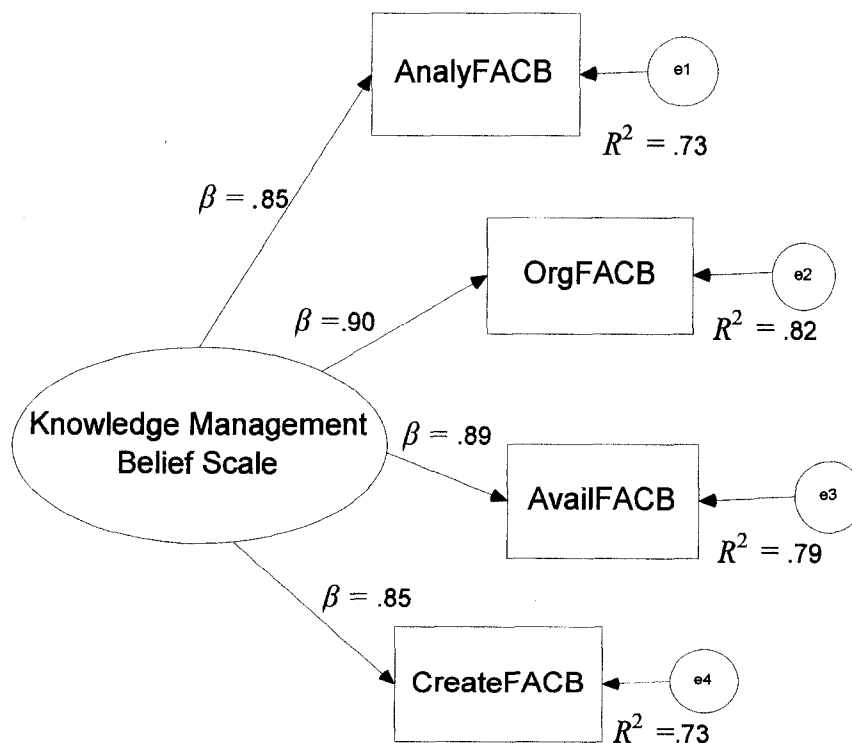 AnalyFACB
e1
R² = .73
β = .85
OrgFACB
e2
R² = .82
β =.90
Knowledge Management
Belief Scale
β = .89
AvailFACB
e3
R² = .79
β = .85
CreateFACB
e4
R² =.73